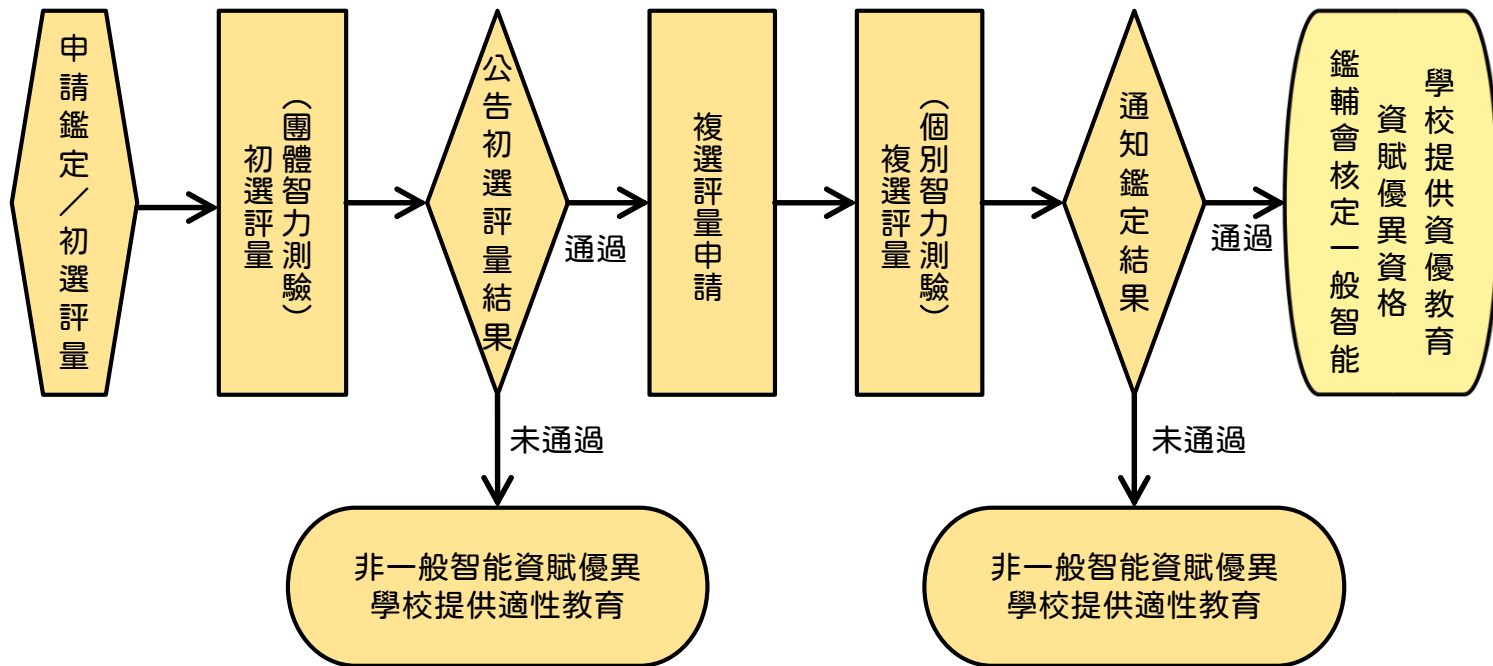 申請鑑定／初選評量
初選評量
（團體智力測驗）
公告初選評量結果
通過
未通過
非一般智能資賦優異
學校提供適性教育
複選評量申請
複選評量
（個別智力測驗）
通知鑑定結果
通過
未通過
非一般智能資賦優異
學校提供適性教育
鑑輔會核定一般智能
資賦優異資格
學校提供資優教育